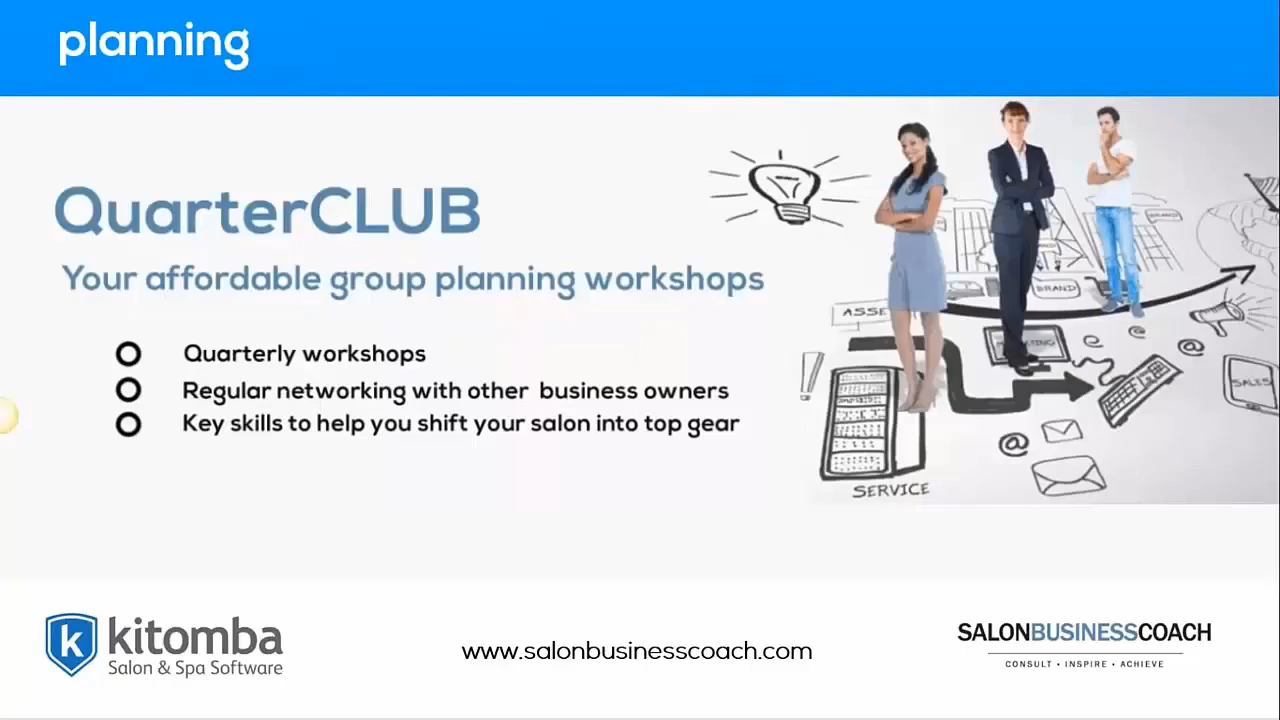 planning
QuarterCLUB
Your affordable group planning workshops
Quarterly workshops
Regular networking with other business owners
Key skills to help you shift your salon into top gear
ASSE
BRAND
SALES
SERVICE
k kitomba
Salon & Spa Software
www.salonbusinesscoach.com
SALONBUSINESSCOACH
CONSULT • INSPIRE • ACHIEVE